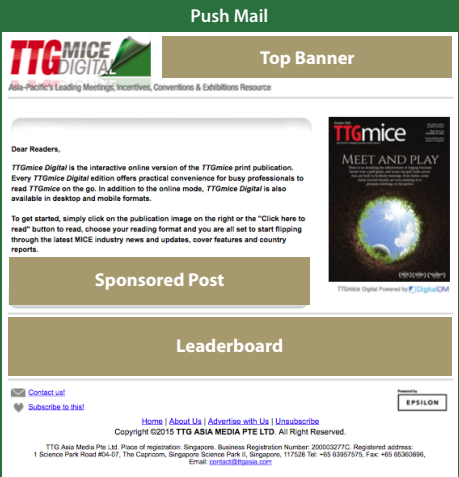 Push Mail
TTGMICE
DIGITAL
Top Banner
Asia-Pacific's Leading Meetings, Incentives, Conventions & Exhibitions Resource
Dear Readers,
TTGmice Digital is the interactive online version of the TTGmice print publication.
Every TTGmice Digital edition offers practical convenience for busy professionals to
read TTGmice on the go. In addition to the online mode, TTGmice Digital is also
available in desktop and mobile formats.
To get started, simply click on the publication image on the right or the "Click here to
read" button to read, choose your reading format and you are all set to start flipping
through the latest MICE industry news and updates, cover features and country
reports.
TTGmice
MEET AND PLAY
TTGmice Digital Powered by DigitalDM
Sponsored Post
Leaderboard
Contact us!
Subscribe to this!
Powered by
EPSILON
Home | About Us | Advertise with Us | Unsubscribe
Copyright ©2015 TTG ASIA MEDIA PTE LTD. All Right Reserved.
TTG Asia Media Pte Ltd. Place of registration: Singapore. Business Registration Number: 200003277C. Registered address:
1 Science Park Road #04-07, The Capricorn, Singapore Science Park II, Singapore, 117528 Tel: +65 63957575, Fax: +65 65360896,
Email: contact@ttgasia.com